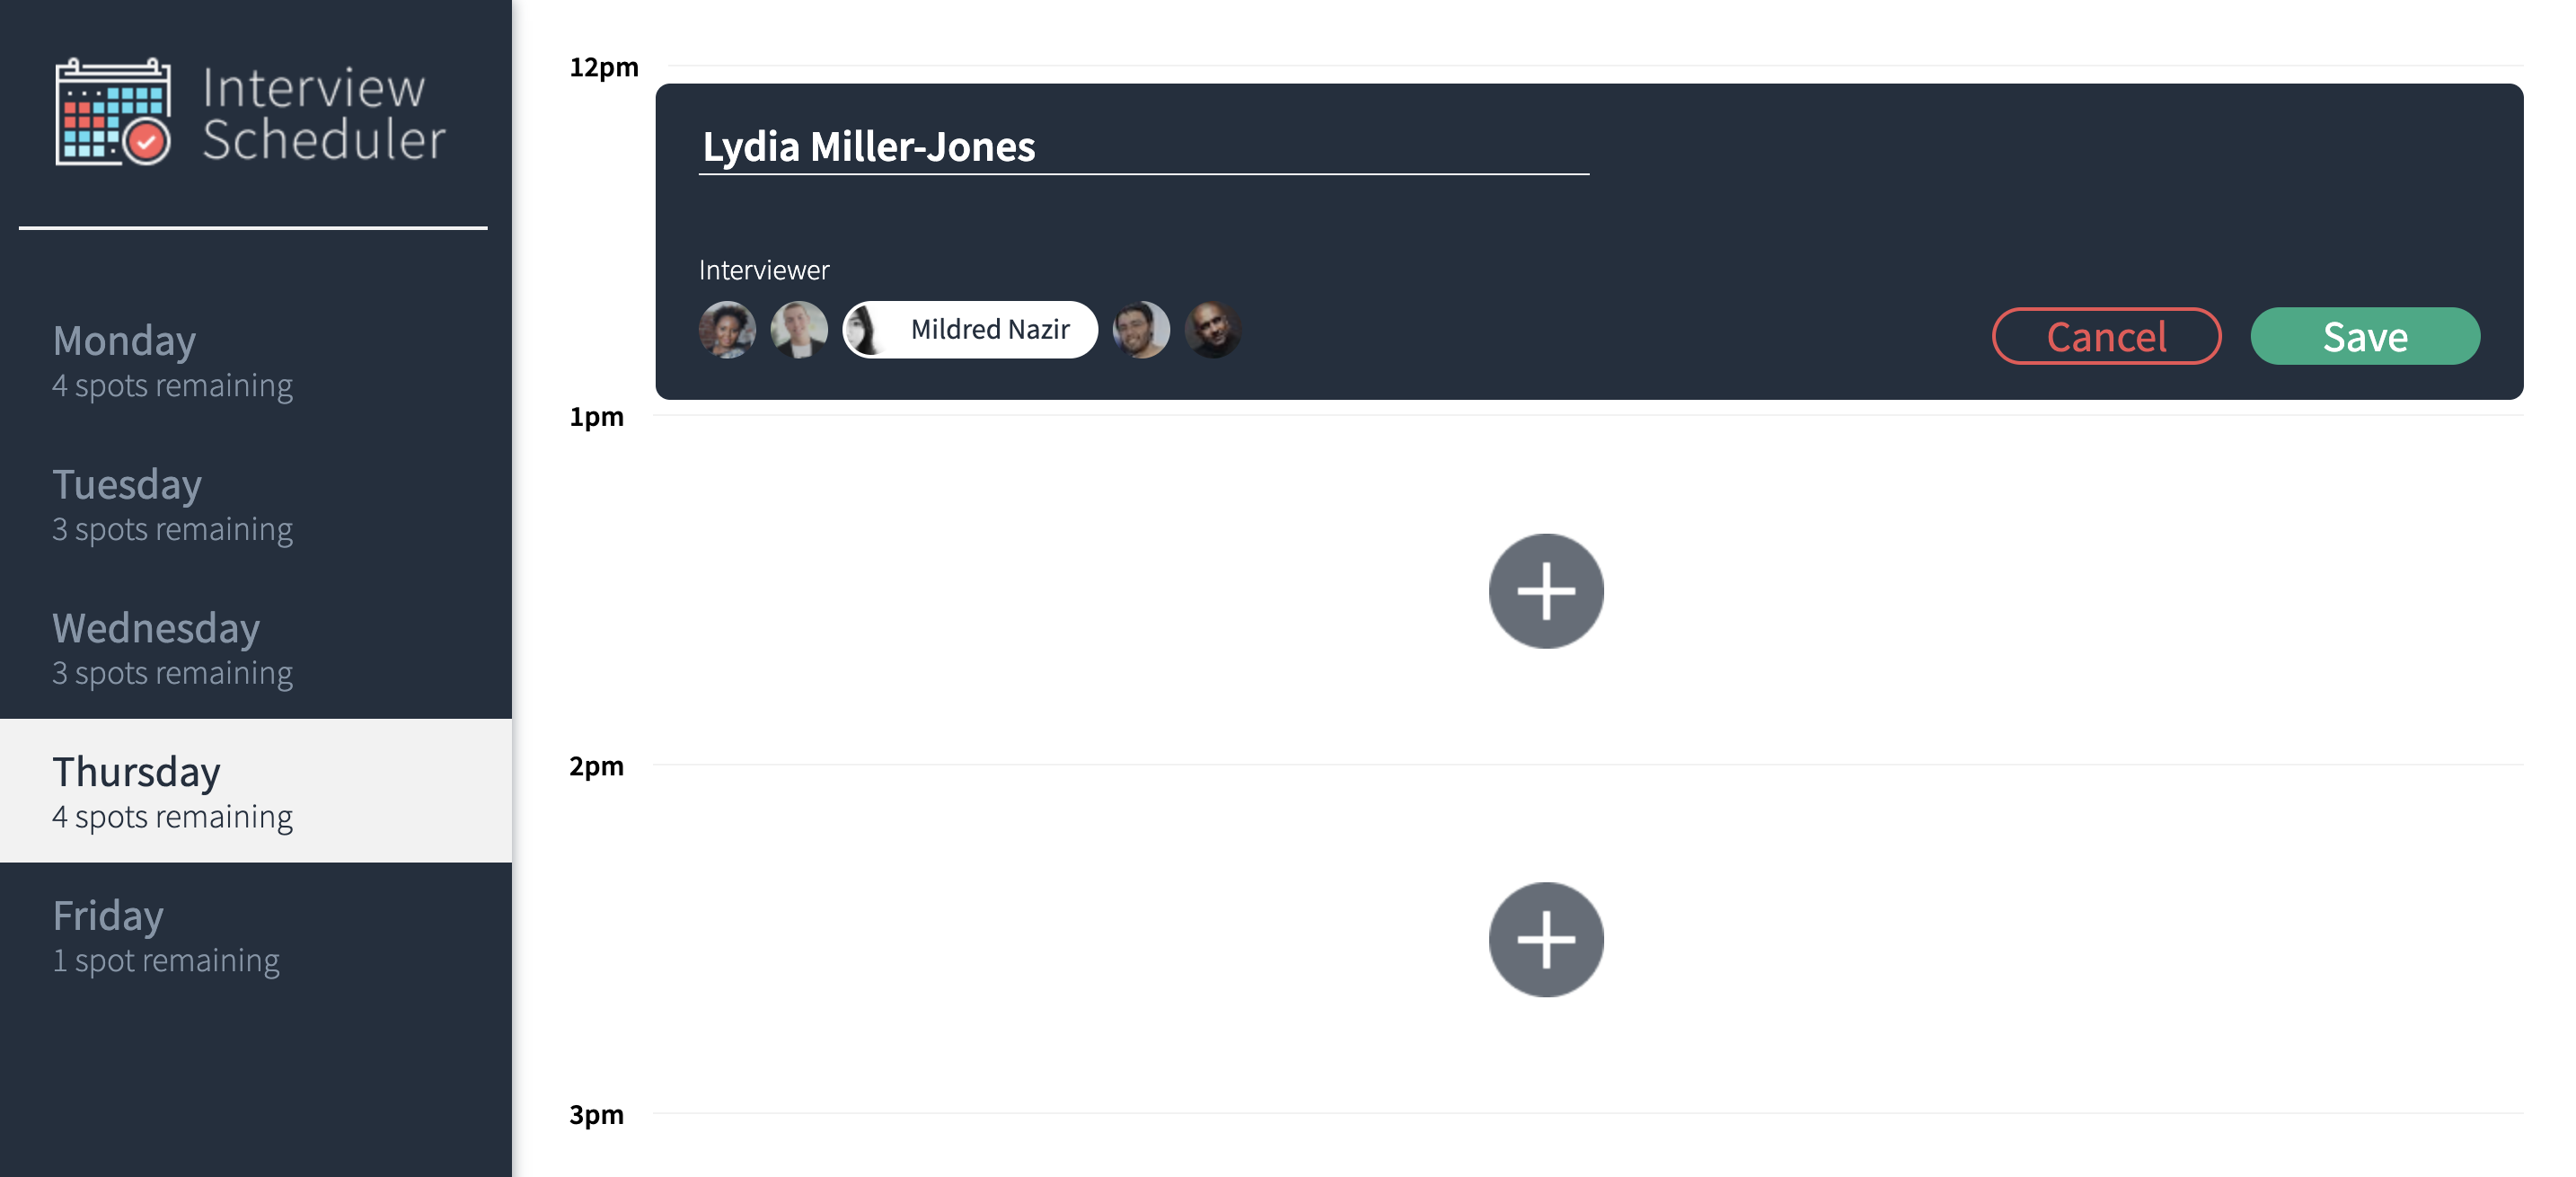 Interview
Scheduler
Monday
4 spots remaining
Tuesday
3 spots remaining
Wednesday
3 spots remaining
Thursday
4 spots remaining
Friday
1 spot remaining
12pm
Lydia Miller-Jones
Interviewer
Mildred Nazir
Cancel
Save
1pm
2pm
3pm